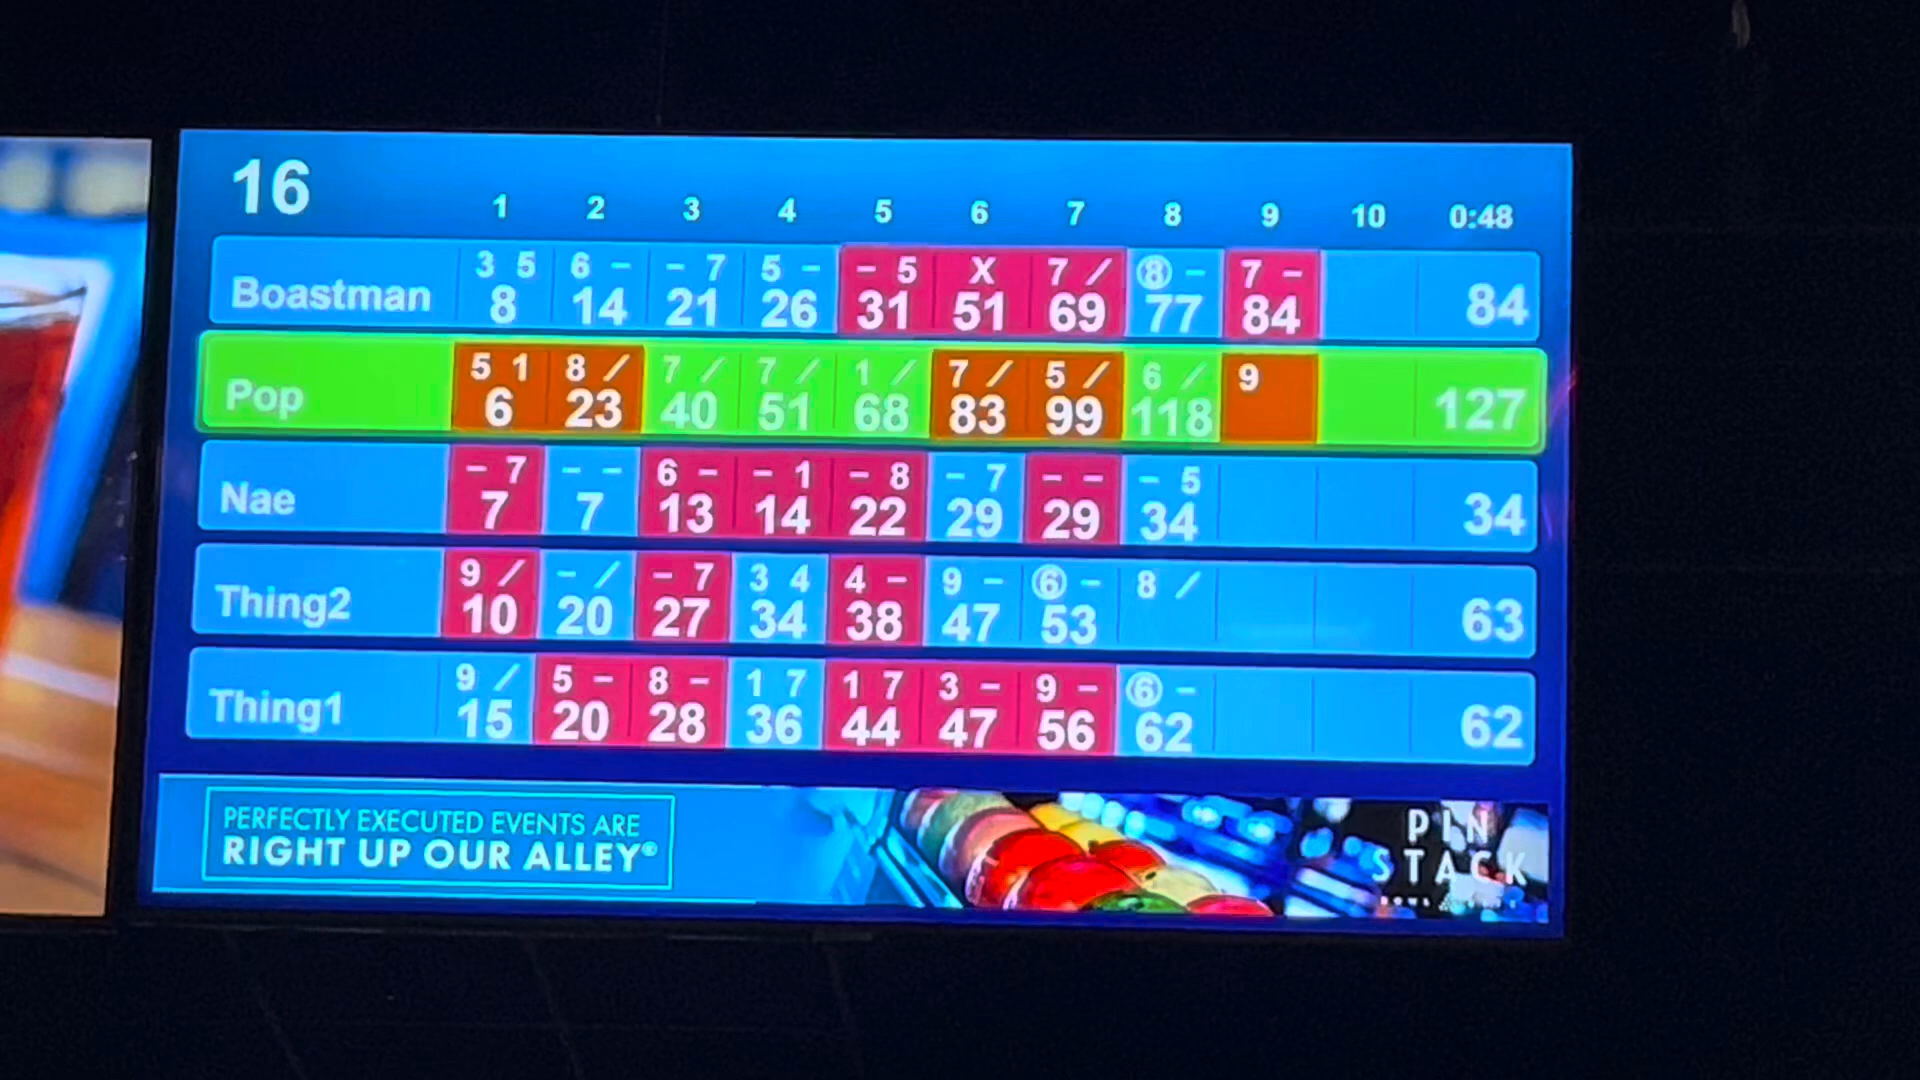 16 1 2 3 4 5 6 7 8 9 10 0:48
3 5 6 - - 7 5 - - 5 X 7 / ⑧ - 7 -
Boastman 8 14 21 26 31 51 69 77 84 84
5 1 8 / 7 / 7 / 1 / 7 / 5 / 6 / 9
Pop 6 23 40 51 68 83 99 118 127
- 7 - - 6 - - 1 - 8 - 7 - - - 5
Nae 7 7 13 14 22 29 29 34 34
9 / - / - 7 3 4 4 - 9 - ⑥ - 8 /
Thing2 10 20 27 34 38 47 53 63
9 / 5 - 8 - 1 7 1 7 3 - 9 - ⑥ -
Thing1 15 20 28 36 44 47 56 62 62
PERFECTLY EXECUTED EVENTS ARE
RIGHT UP OUR ALLEY®
PIN
STACK